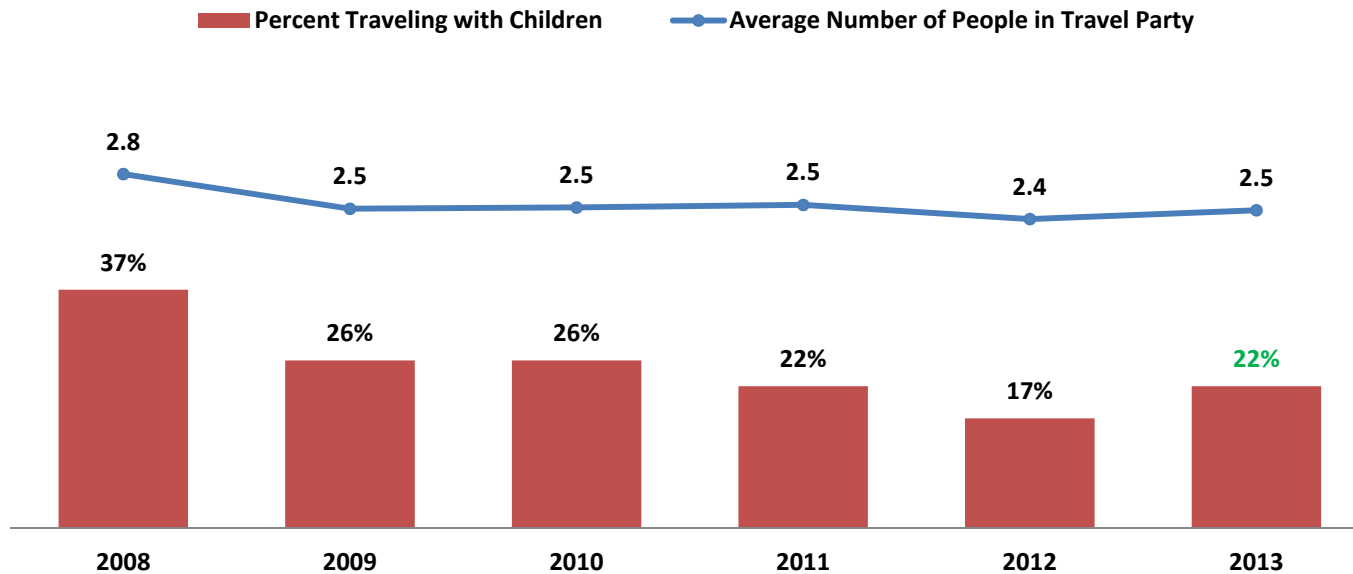 Percent Traveling with Children Average Number of People in Travel Party
2.8 2.5 2.5 2.5 2.4 2.5
37% 26% 26% 22% 17% 22%
2008 2009 2010 2011 2012 2013